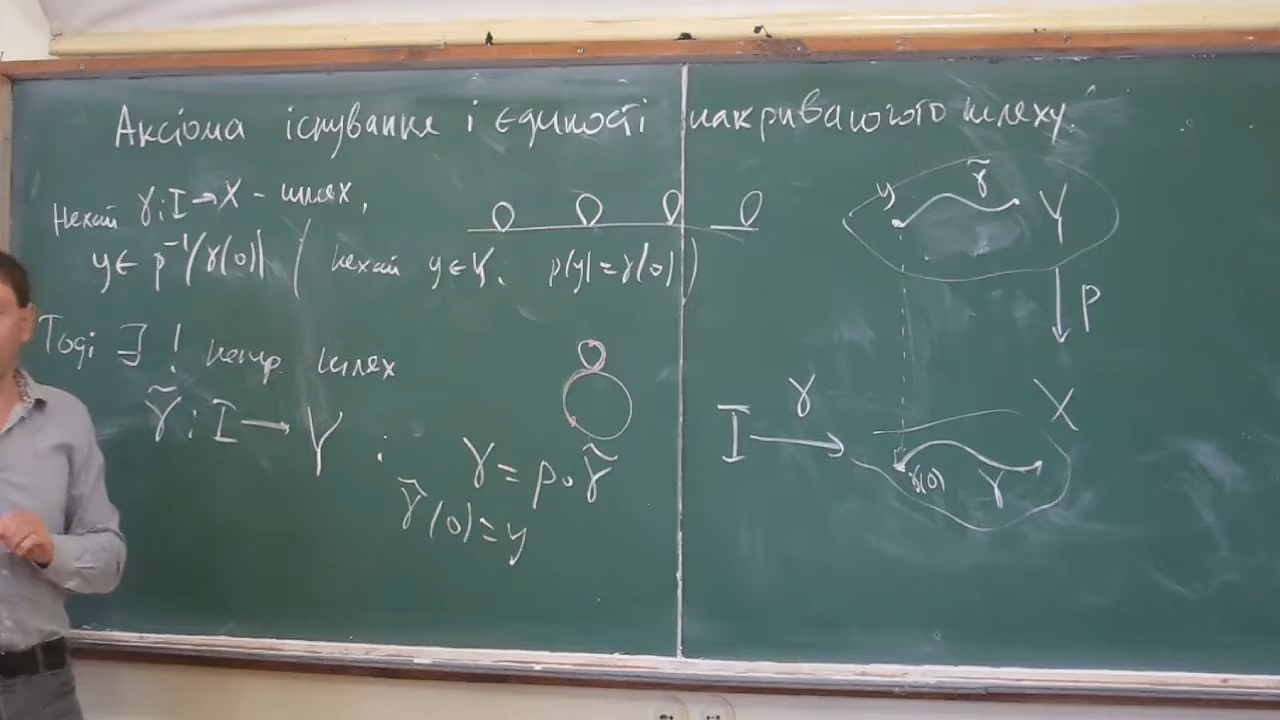 Аксіома існування і єдиності накриваючого шляху.
Нехай γ: I → X - шлях,
y ∈ p⁻¹(γ(0)) (нехай y ∈ Y, p(y) = γ(0))
Тоді ∃! непр. шлях
γ̃ : I → Y : γ = p∘γ̃
γ̃(0) = y
y γ̃ Y
p
I γ X
γ(0) γ